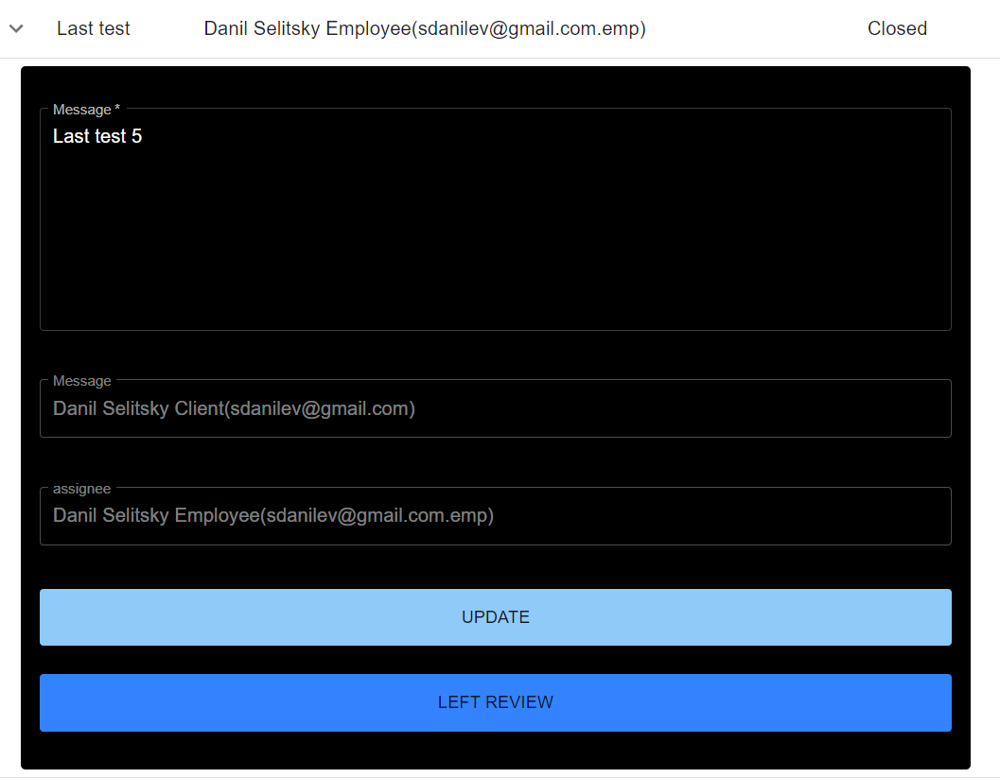 Last test Danil Selitsky Employee(sdanilev@gmail.com.emp) Closed
Message *
Last test 5
Message
Danil Selitsky Client(sdanilev@gmail.com)
assignee
Danil Selitsky Employee(sdanilev@gmail.com.emp)
UPDATE
LEFT REVIEW